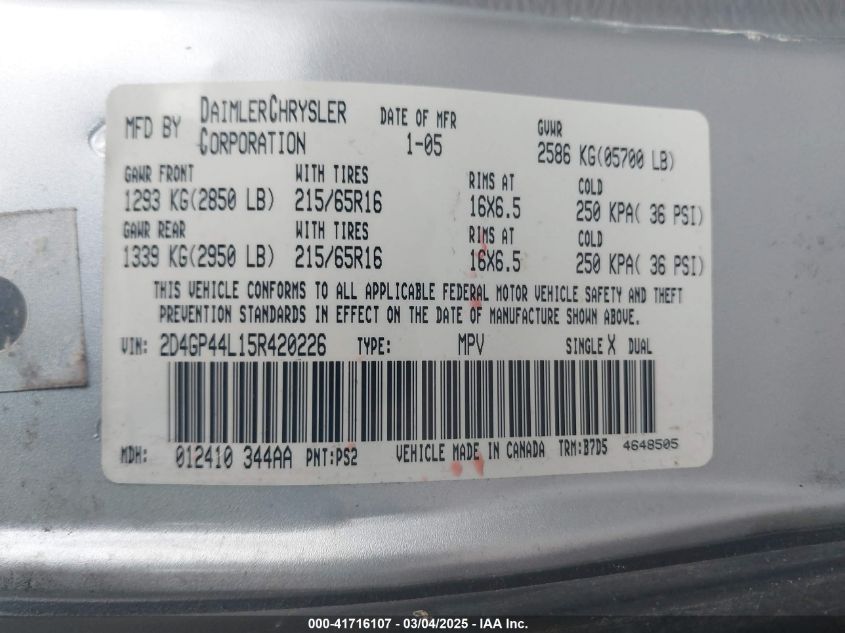 MFD BY DAIMLERCHRYSLER CORPORATION DATE OF MFR 1-05 GVWR 2586 KG(05700 LB)
GAWR FRONT WITH TIRES RIMS AT COLD
1293 KG(2850 LB) 215/65R16 16X6.5 250 KPA( 36 PSI)
GAWR REAR WITH TIRES RIMS AT COLD
1339 KG(2950 LB) 215/65R16 16X6.5 250 KPA( 36 PSI)
THIS VEHICLE CONFORMS TO ALL APPLICABLE FEDERAL MOTOR VEHICLE SAFETY AND THEFT
PREVENTION STANDARDS IN EFFECT ON THE DATE OF MANUFACTURE SHOWN ABOVE.
VIN: 2D4GP44L15R420226 TYPE: MPV SINGLE X DUAL
MDH: 012410 344AA PNT:PS2 VEHICLE MADE IN CANADA TRM:B7D5 4648505
000-41716107 - 03/04/2025 - IAA Inc.